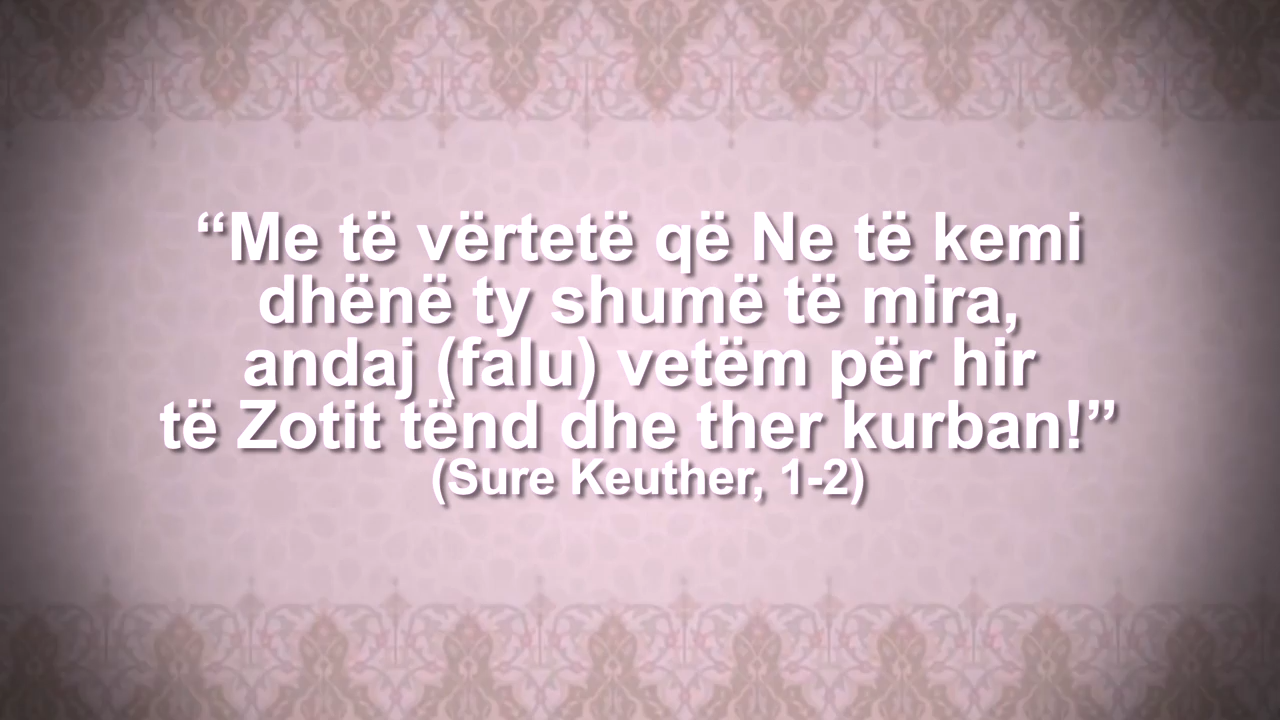 “Me të vërtetë që Ne të kemi
dhënë ty shumë të mira,
andaj (falu) vetëm për hir
të Zotit tënd dhe ther kurban!”
(Sure Keuther, 1-2)